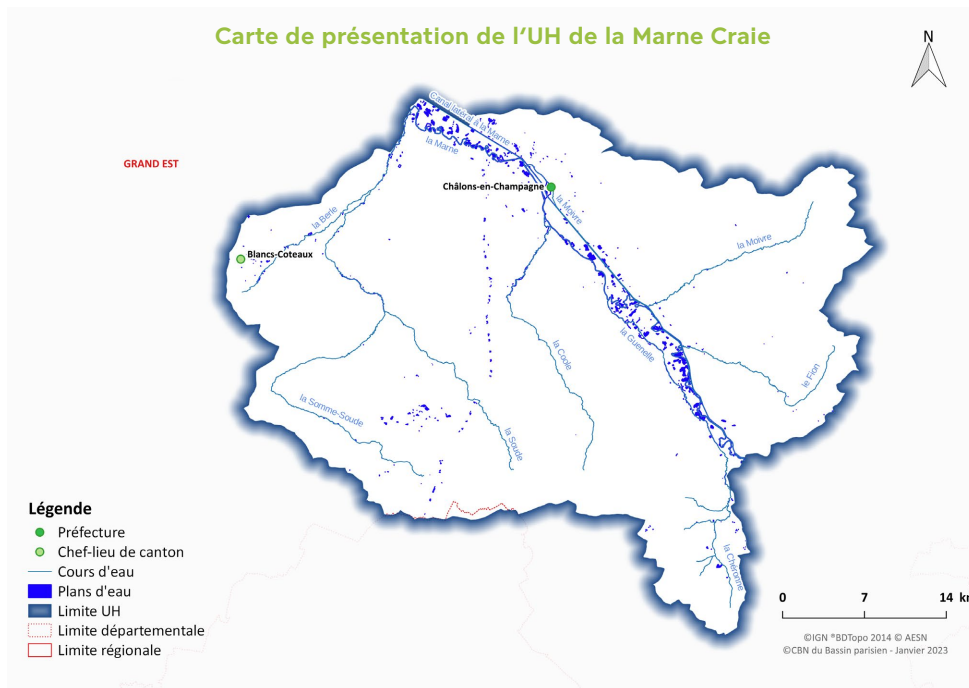 Carte de présentation de l'UH de la Marne Craie
N
GRAND EST
Canal latéral à la Marne
la Marne
Châlons-en-Champagne
la Moivre
la Berle
Blancs-Coteaux
la Moivre
la Guenelle
la Coole
le Fion
la Somme-Soude
la Soude
la Chéronne
Légende
Préfecture
Chef-lieu de canton
Cours d'eau
Plans d'eau
Limite UH
Limite départementale
Limite régionale
0 7 14 km
©IGN ®BDTopo 2014 © AESN
©CBN du Bassin parisien - Janvier 2023